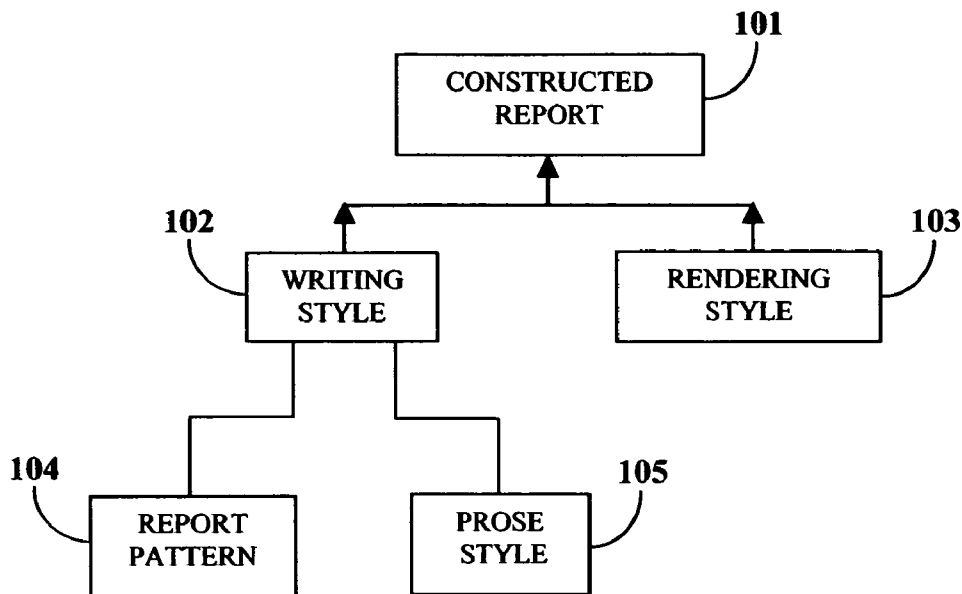 101
CONSTRUCTED
REPORT
102
103
WRITING
STYLE
RENDERING
STYLE
104
105
REPORT
PATTERN
PROSE
STYLE